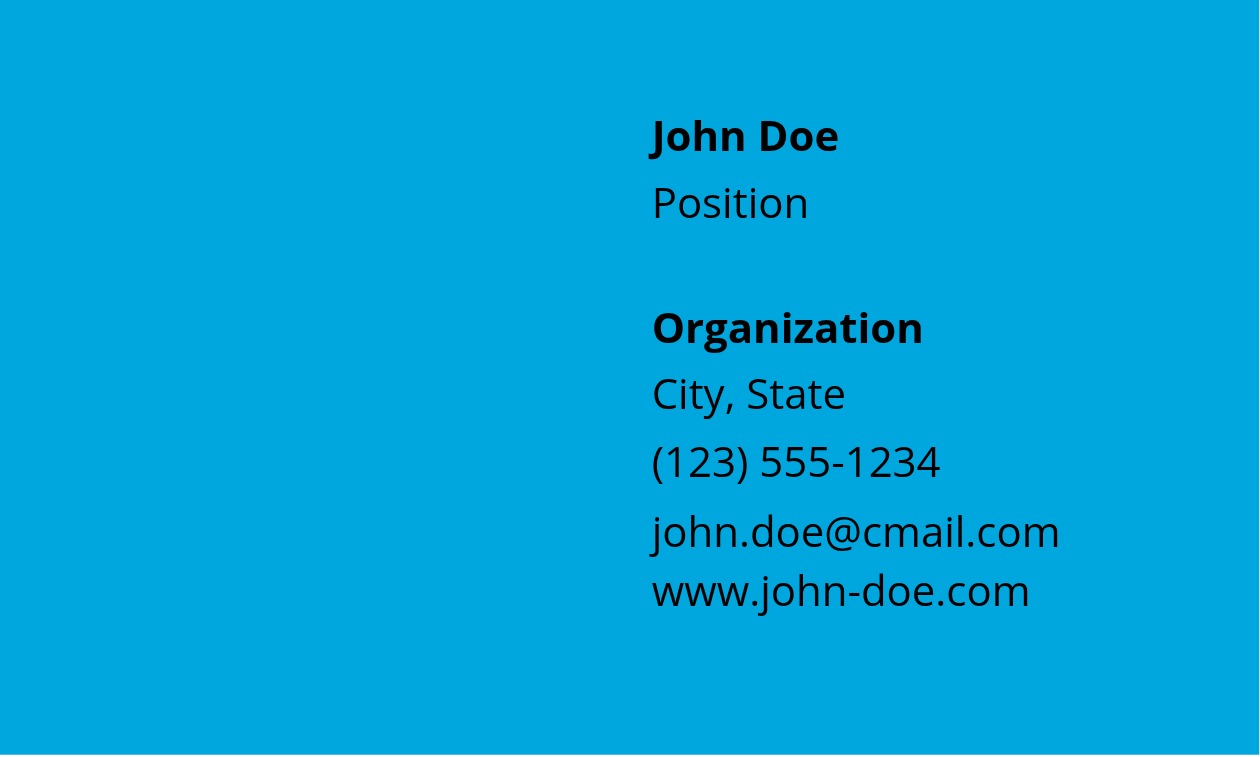 John Doe
Position
Organization
City, State
(123) 555-1234
john.doe@cmail.com
www.john-doe.com